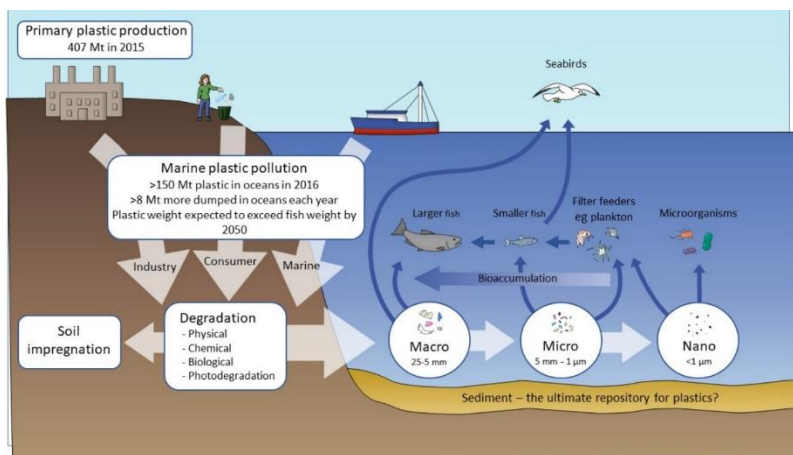 Primary plastic production
407 Mt in 2015
Seabirds
Marine plastic pollution
>150 Mt plastic in oceans in 2016
>8 Mt more dumped in oceans each year
Plastic weight expected to exceed fish weight by
2050
Larger fish
Smaller fish
Filter feeders
eg plankton
Microorganisms
Industry
Consumer
Marine
Bioaccumulation
Soil
impregnation
Degradation
- Physical
- Chemical
- Biological
- Photodegradation
Macro
25-5 mm
Micro
5 mm - 1 µm
Nano
<1 µm
Sediment – the ultimate repository for plastics?